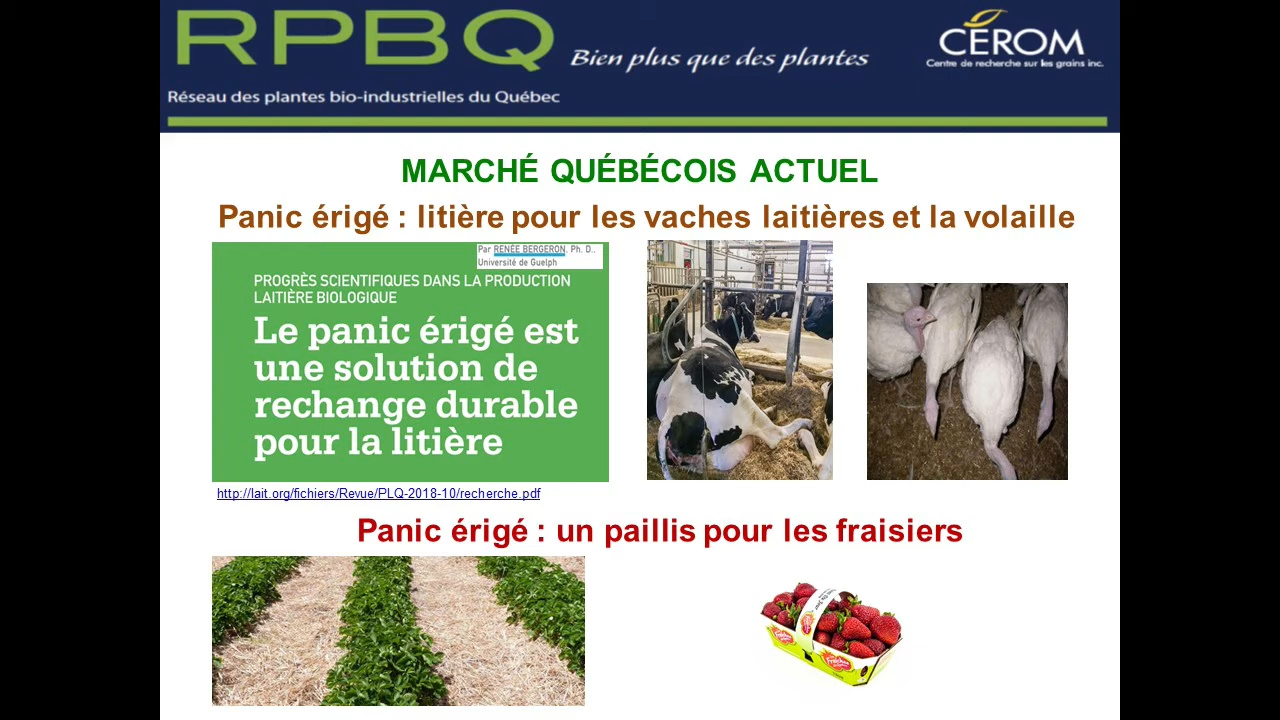 RPBQ
Bien plus que des plantes
CÉROM
Centre de recherche sur les grains inc.
Réseau des plantes bio-industrielles du Québec
MARCHÉ QUÉBÉCOIS ACTUEL
Panic érigé : litière pour les vaches laitières et la volaille
Par RENÉE BERGERON, Ph. D.,
Université de Guelph
PROGRÈS SCIENTIFIQUES DANS LA PRODUCTION
LAITIÈRE BIOLOGIQUE
Le panic érigé est
une solution de
rechange durable
pour la litière
http://lait.org/fichiers/Revue/PLQ-2018-10/recherche.pdf
Panic érigé : un paillis pour les fraisiers